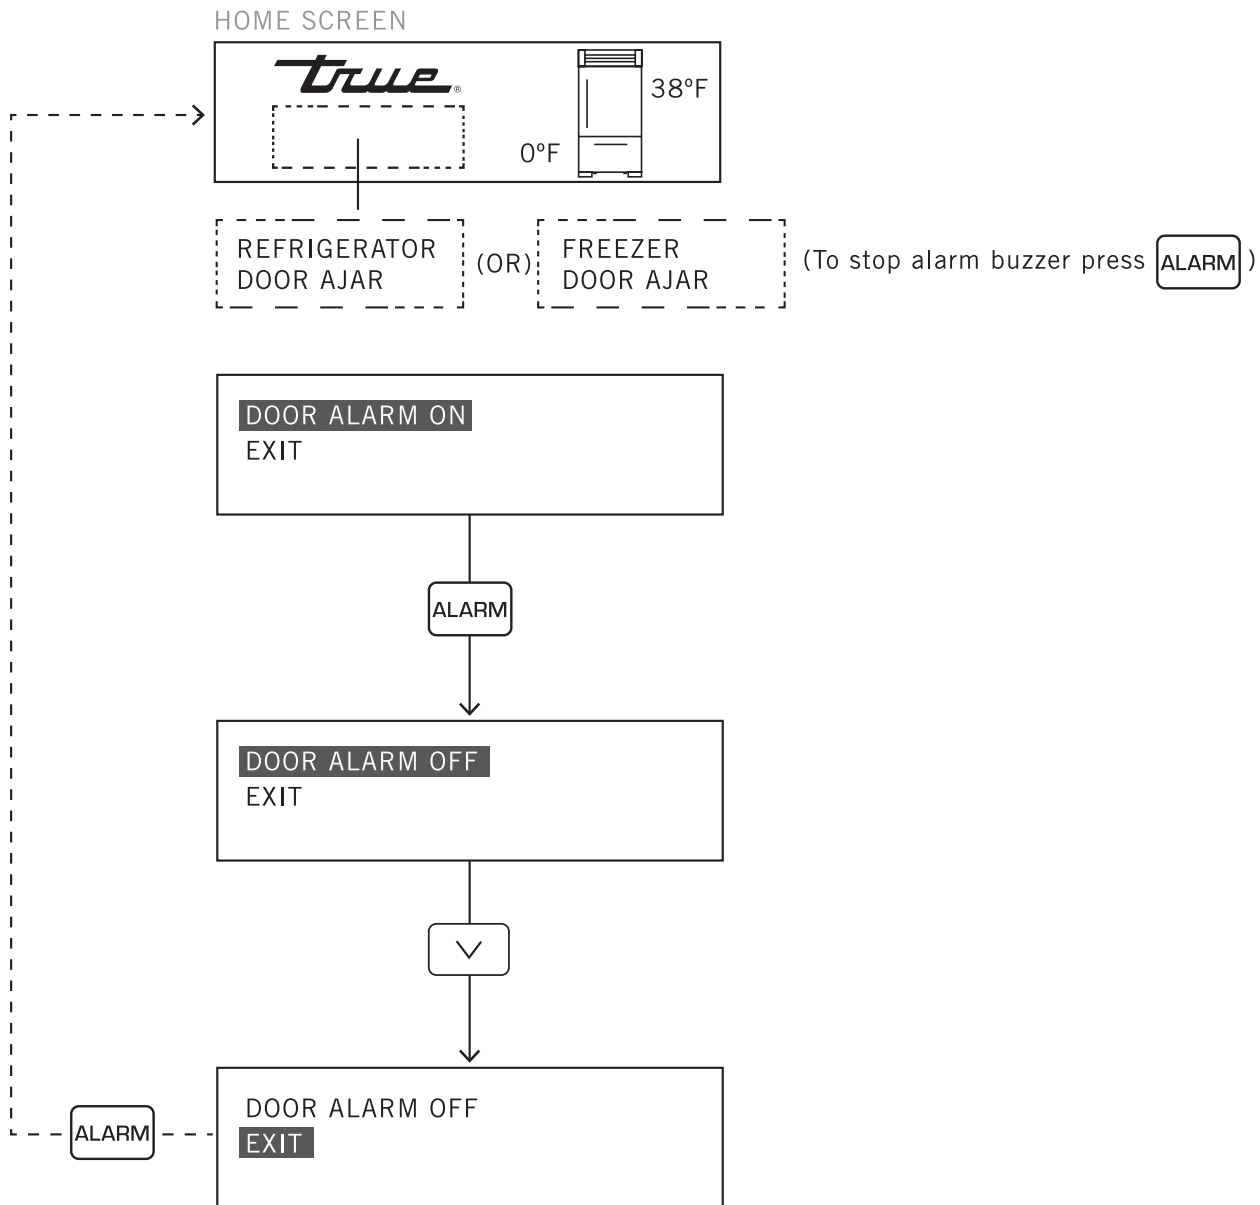 HOME SCREEN
true®
38°F
0°F
REFRIGERATOR
DOOR AJAR
(OR)
FREEZER
DOOR AJAR
(To stop alarm buzzer press ALARM )
DOOR ALARM ON
EXIT
ALARM
DOOR ALARM OFF
EXIT
DOOR ALARM OFF
EXIT
ALARM